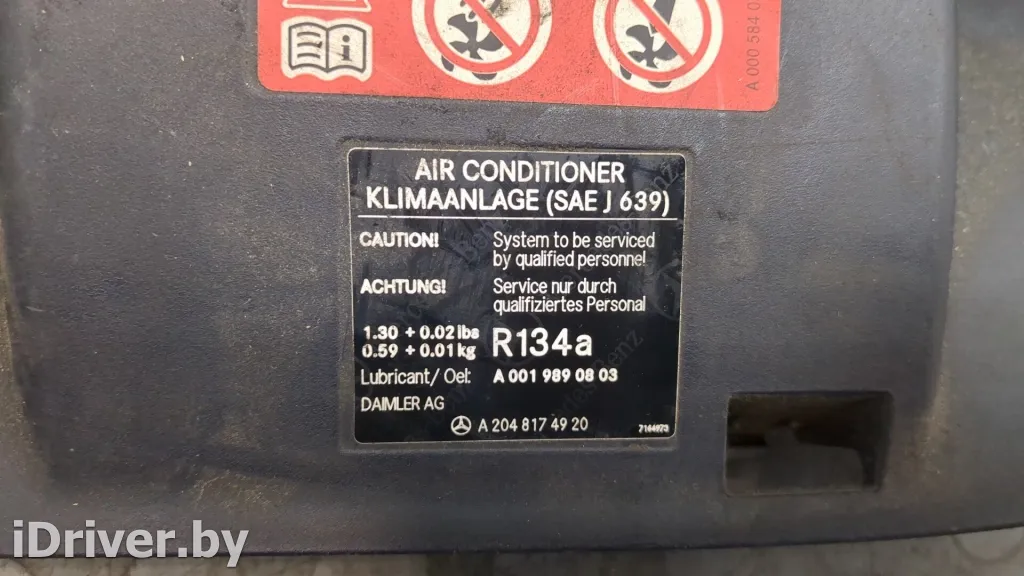 A 000 584 0
AIR CONDITIONER
KLIMAANLAGE (SAE J 639)
CAUTION! System to be serviced
by qualified personnel
ACHTUNG! Service nur durch
qualifiziertes Personal
1.30 + 0.02 lbs
0.59 + 0.01 kg R134a
Lubricant/Oel: A 001 989 08 03
DAIMLER AG
A 204 817 49 20
iDriver.by